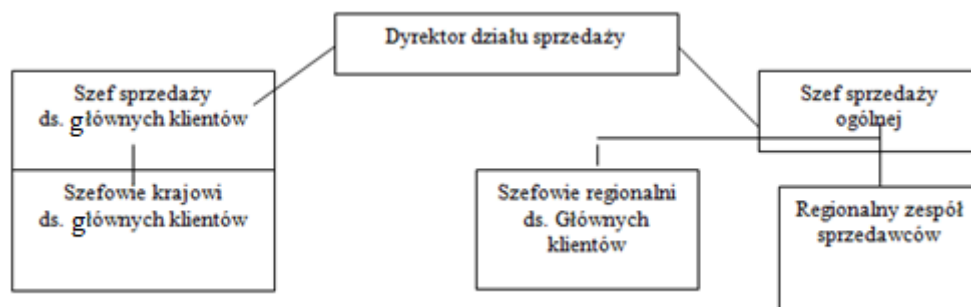 Dyrektor działu sprzedaży
Szef sprzedaży
ds. głównych klientów
Szef sprzedaży
ogólnej
Szefowie krajowi
ds. głównych klientów
Szefowie regionalni
ds. Głównych
klientów
Regionalny zespół
sprzedawców